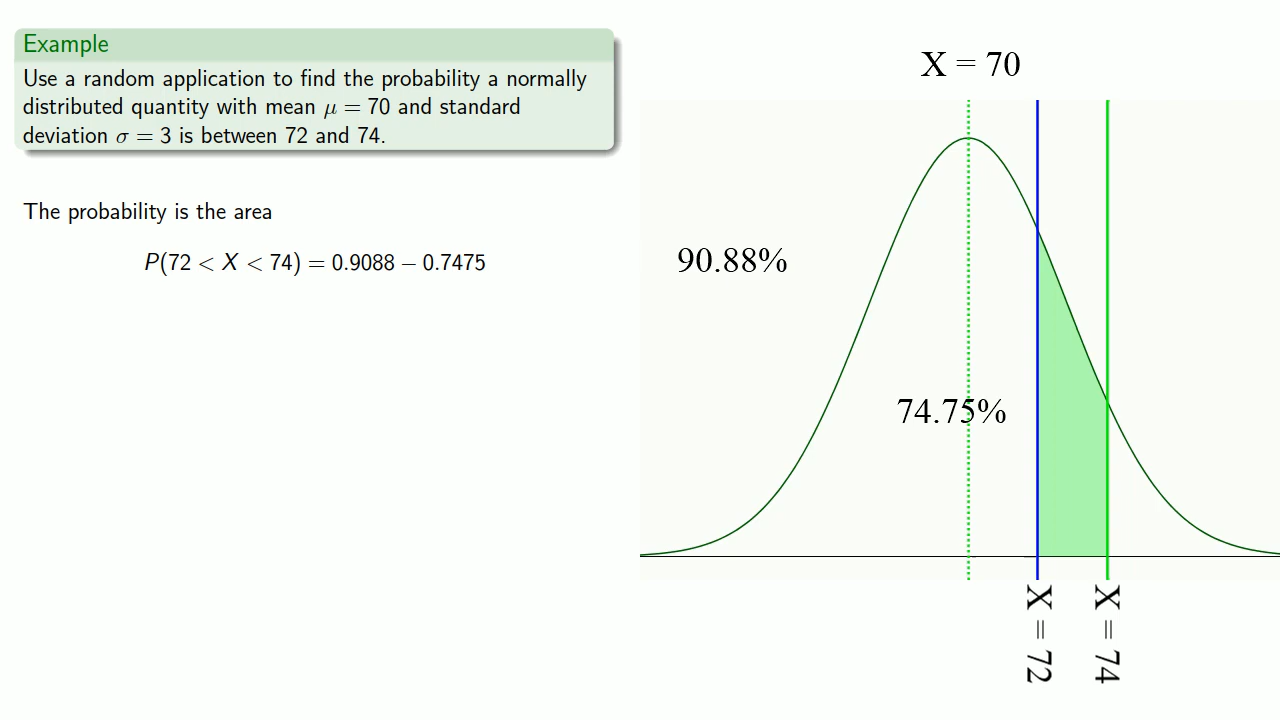 Example
Use a random application to find the probability a normally
distributed quantity with mean μ = 70 and standard
deviation σ = 3 is between 72 and 74.
The probability is the area
P(72 < X < 74) = 0.9088 − 0.7475
X = 70
90.88%
74.75%
X = 72
X = 74